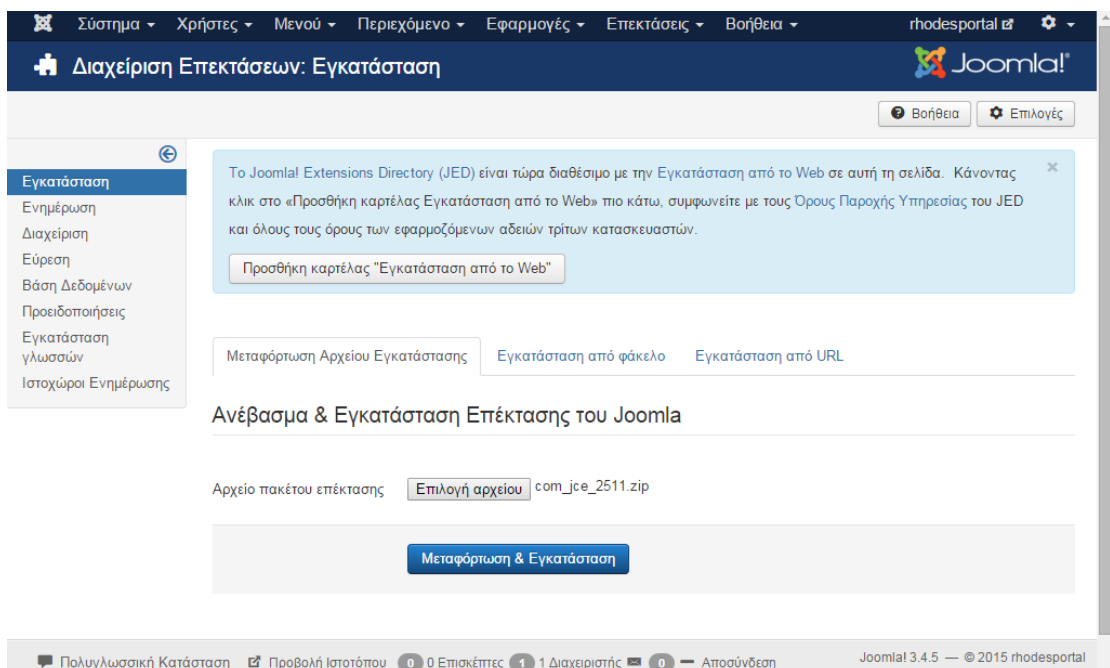 Σύστημα Χρήστες Μενού Περιεχόμενο Εφαρμογές Επεκτάσεις Βοήθεια rhodesportal
Διαχείριση Επεκτάσεων: Εγκατάσταση Joomla!
Βοήθεια Επιλογές
Εγκατάσταση
Ενημέρωση
Διαχείριση
Εύρεση
Βάση Δεδομένων
Προειδοποιήσεις
Εγκατάσταση
γλωσσών
Ιστοχώροι Ενημέρωσης
Το Joomla! Extensions Directory (JED) είναι τώρα διαθέσιμο με την Εγκατάσταση από το Web σε αυτή τη σελίδα. Κάνοντας
κλικ στο «Προσθήκη καρτέλας Εγκατάσταση από το Web» πιο κάτω, συμφωνείτε με τους Όρους Παροχής Υπηρεσίας του JED
και όλους τους όρους των εφαρμοζόμενων αδειών τρίτων κατασκευαστών.
Προσθήκη καρτέλας "Εγκατάσταση από το Web"
Μεταφόρτωση Αρχείου Εγκατάστασης Εγκατάσταση από φάκελο Εγκατάσταση από URL
Ανέβασμα & Εγκατάσταση Επέκτασης του Joomla
Αρχείο πακέτου επέκτασης Επιλογή αρχείου com_jce_2511.zip
Μεταφόρτωση & Εγκατάσταση
Πολυγλωσσική Κατάσταση Προβολή Ιστοτόπου 0 0 Επισκέπτες 1 1 Διαχειριστής 0 Αποσύνδεση Joomla! 3.4.5 — © 2015 rhodesportal